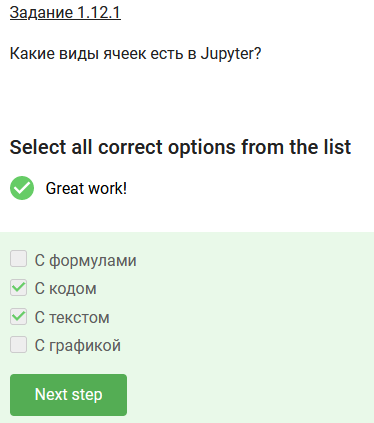 Задание 1.12.1
Какие виды ячеек есть в Jupyter?
Select all correct options from the list
Great work!
С формулами
С кодом
С текстом
С графикой
Next step